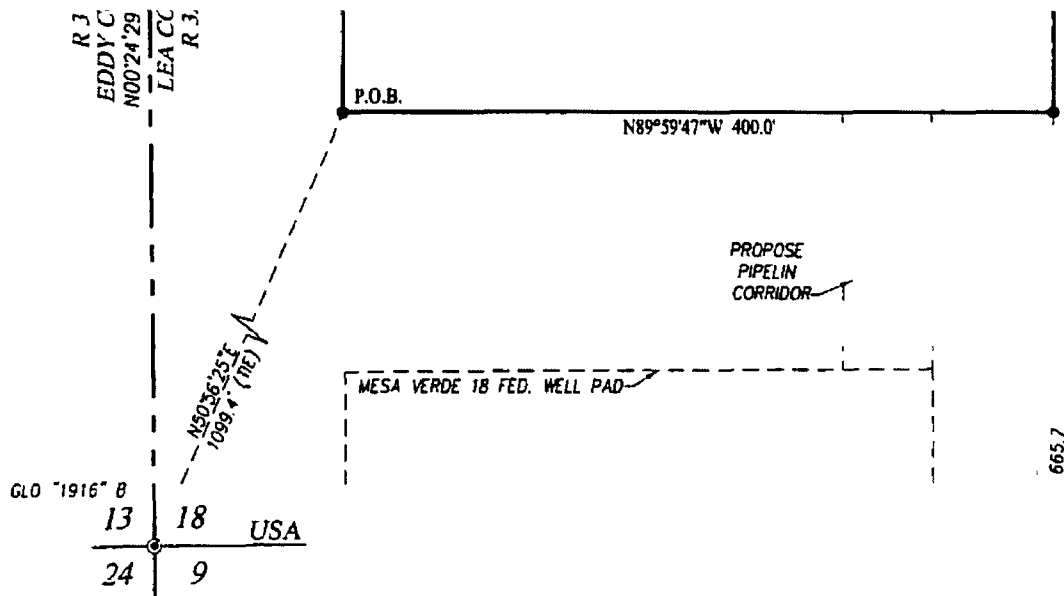 R 3
EDDY C
N00°24'29
LEA CO
R 3
P.O.B.
N89°59'47"W 400.0'
PROPOSE
PIPELIN
CORRIDOR
N50°56'25"E
1099.4' (TIE)
MESA VERDE 18 FED. WELL PAD
665.7
GLO "1916" B
13 18
USA
24 9